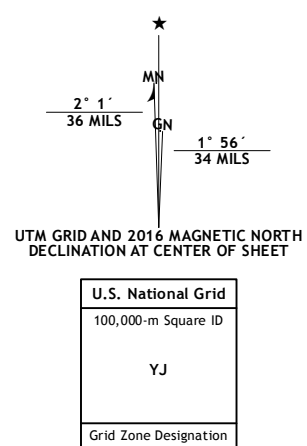 ★
MN
2° 1´
36 MILS
GN
1° 56´
34 MILS
UTM GRID AND 2016 MAGNETIC NORTH
DECLINATION AT CENTER OF SHEET
U.S. National Grid
100,000-m Square ID
YJ
Grid Zone Designation